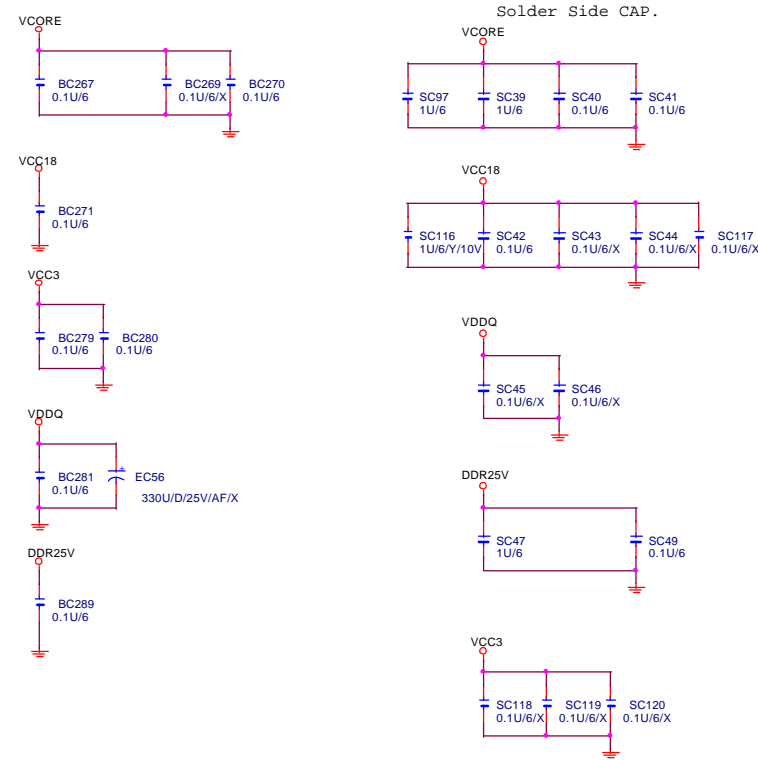 VCORE
BC267 BC269 BC270
0.1U/6 0.1U/6/X 0.1U/6
VCC18
BC271
0.1U/6
VCC3
BC279 BC280
0.1U/6 0.1U/6
VDDQ
BC281 EC56
0.1U/6
330U/D/25V/AF/X
DDR25V
BC289
0.1U/6
Solder Side CAP.
VCORE
SC97 SC39 SC40 SC41
1U/6 1U/6 0.1U/6 0.1U/6
VCC18
SC116 SC42 SC43 SC44 SC117
1U/6/Y/10V 0.1U/6 0.1U/6/X 0.1U/6/X 0.1U/6/X
VDDQ
SC45 SC46
0.1U/6/X 0.1U/6/X
DDR25V
SC47 SC49
1U/6 0.1U/6
VCC3
SC118 SC119 SC120
0.1U/6/X 0.1U/6/X 0.1U/6/X